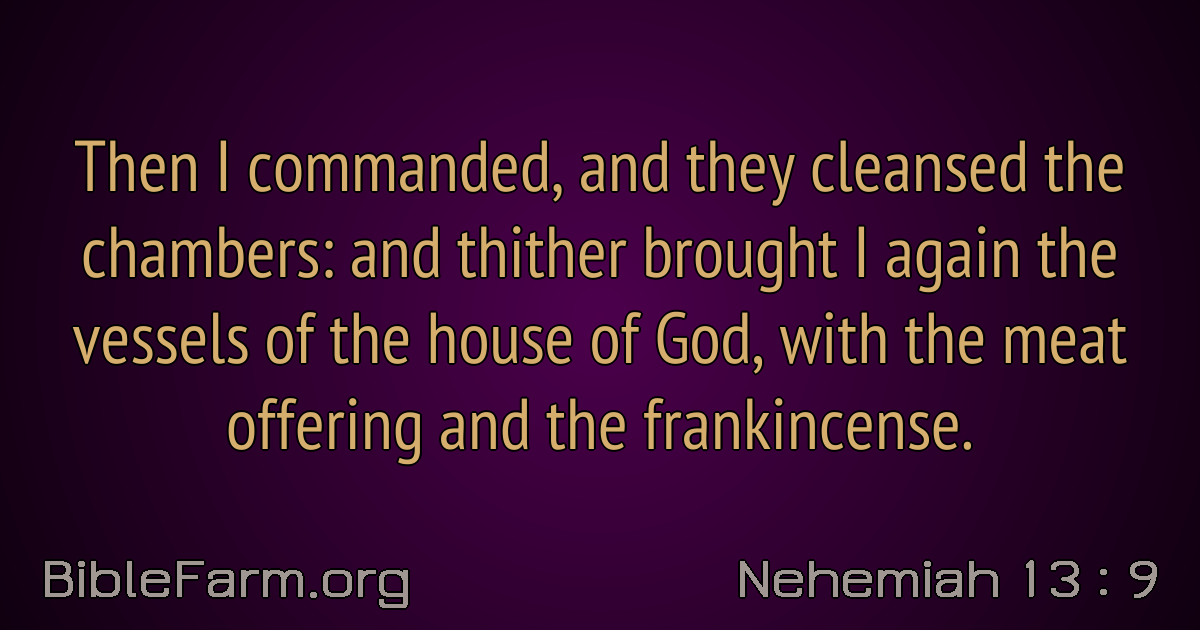 Then I commanded, and they cleansed the
chambers: and thither brought I again the
vessels of the house of God, with the meat
offering and the frankincense.
BibleFarm.org
Nehemiah 13 : 9